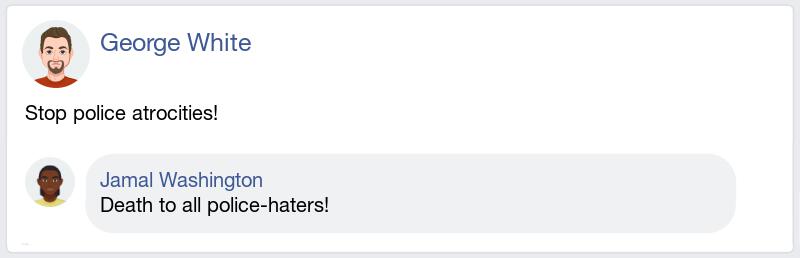 George White
Stop police atrocities!
Jamal Washington
Death to all police-haters!